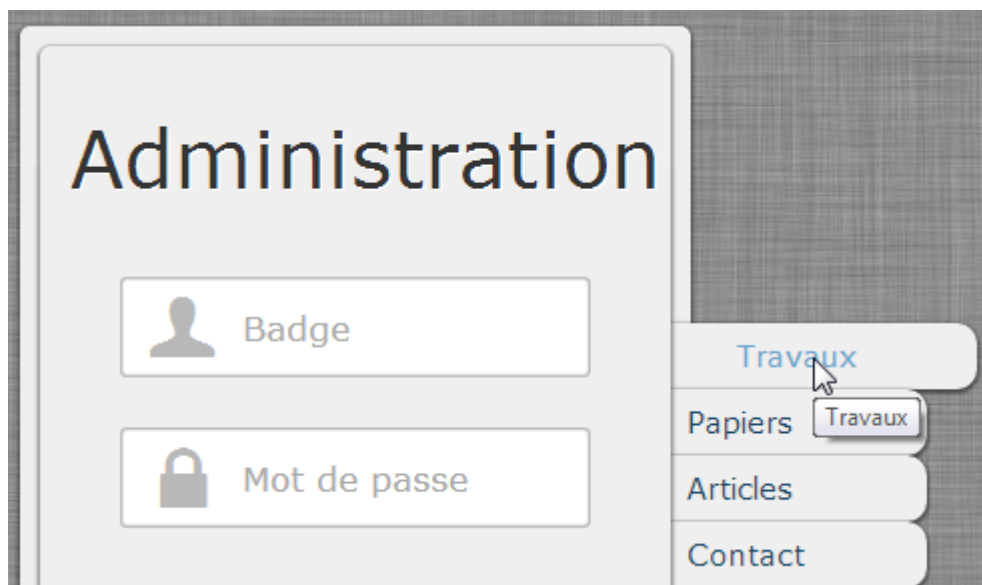 Administration
Badge
Mot de passe
Travaux
Papiers
Travaux
Articles
Contact